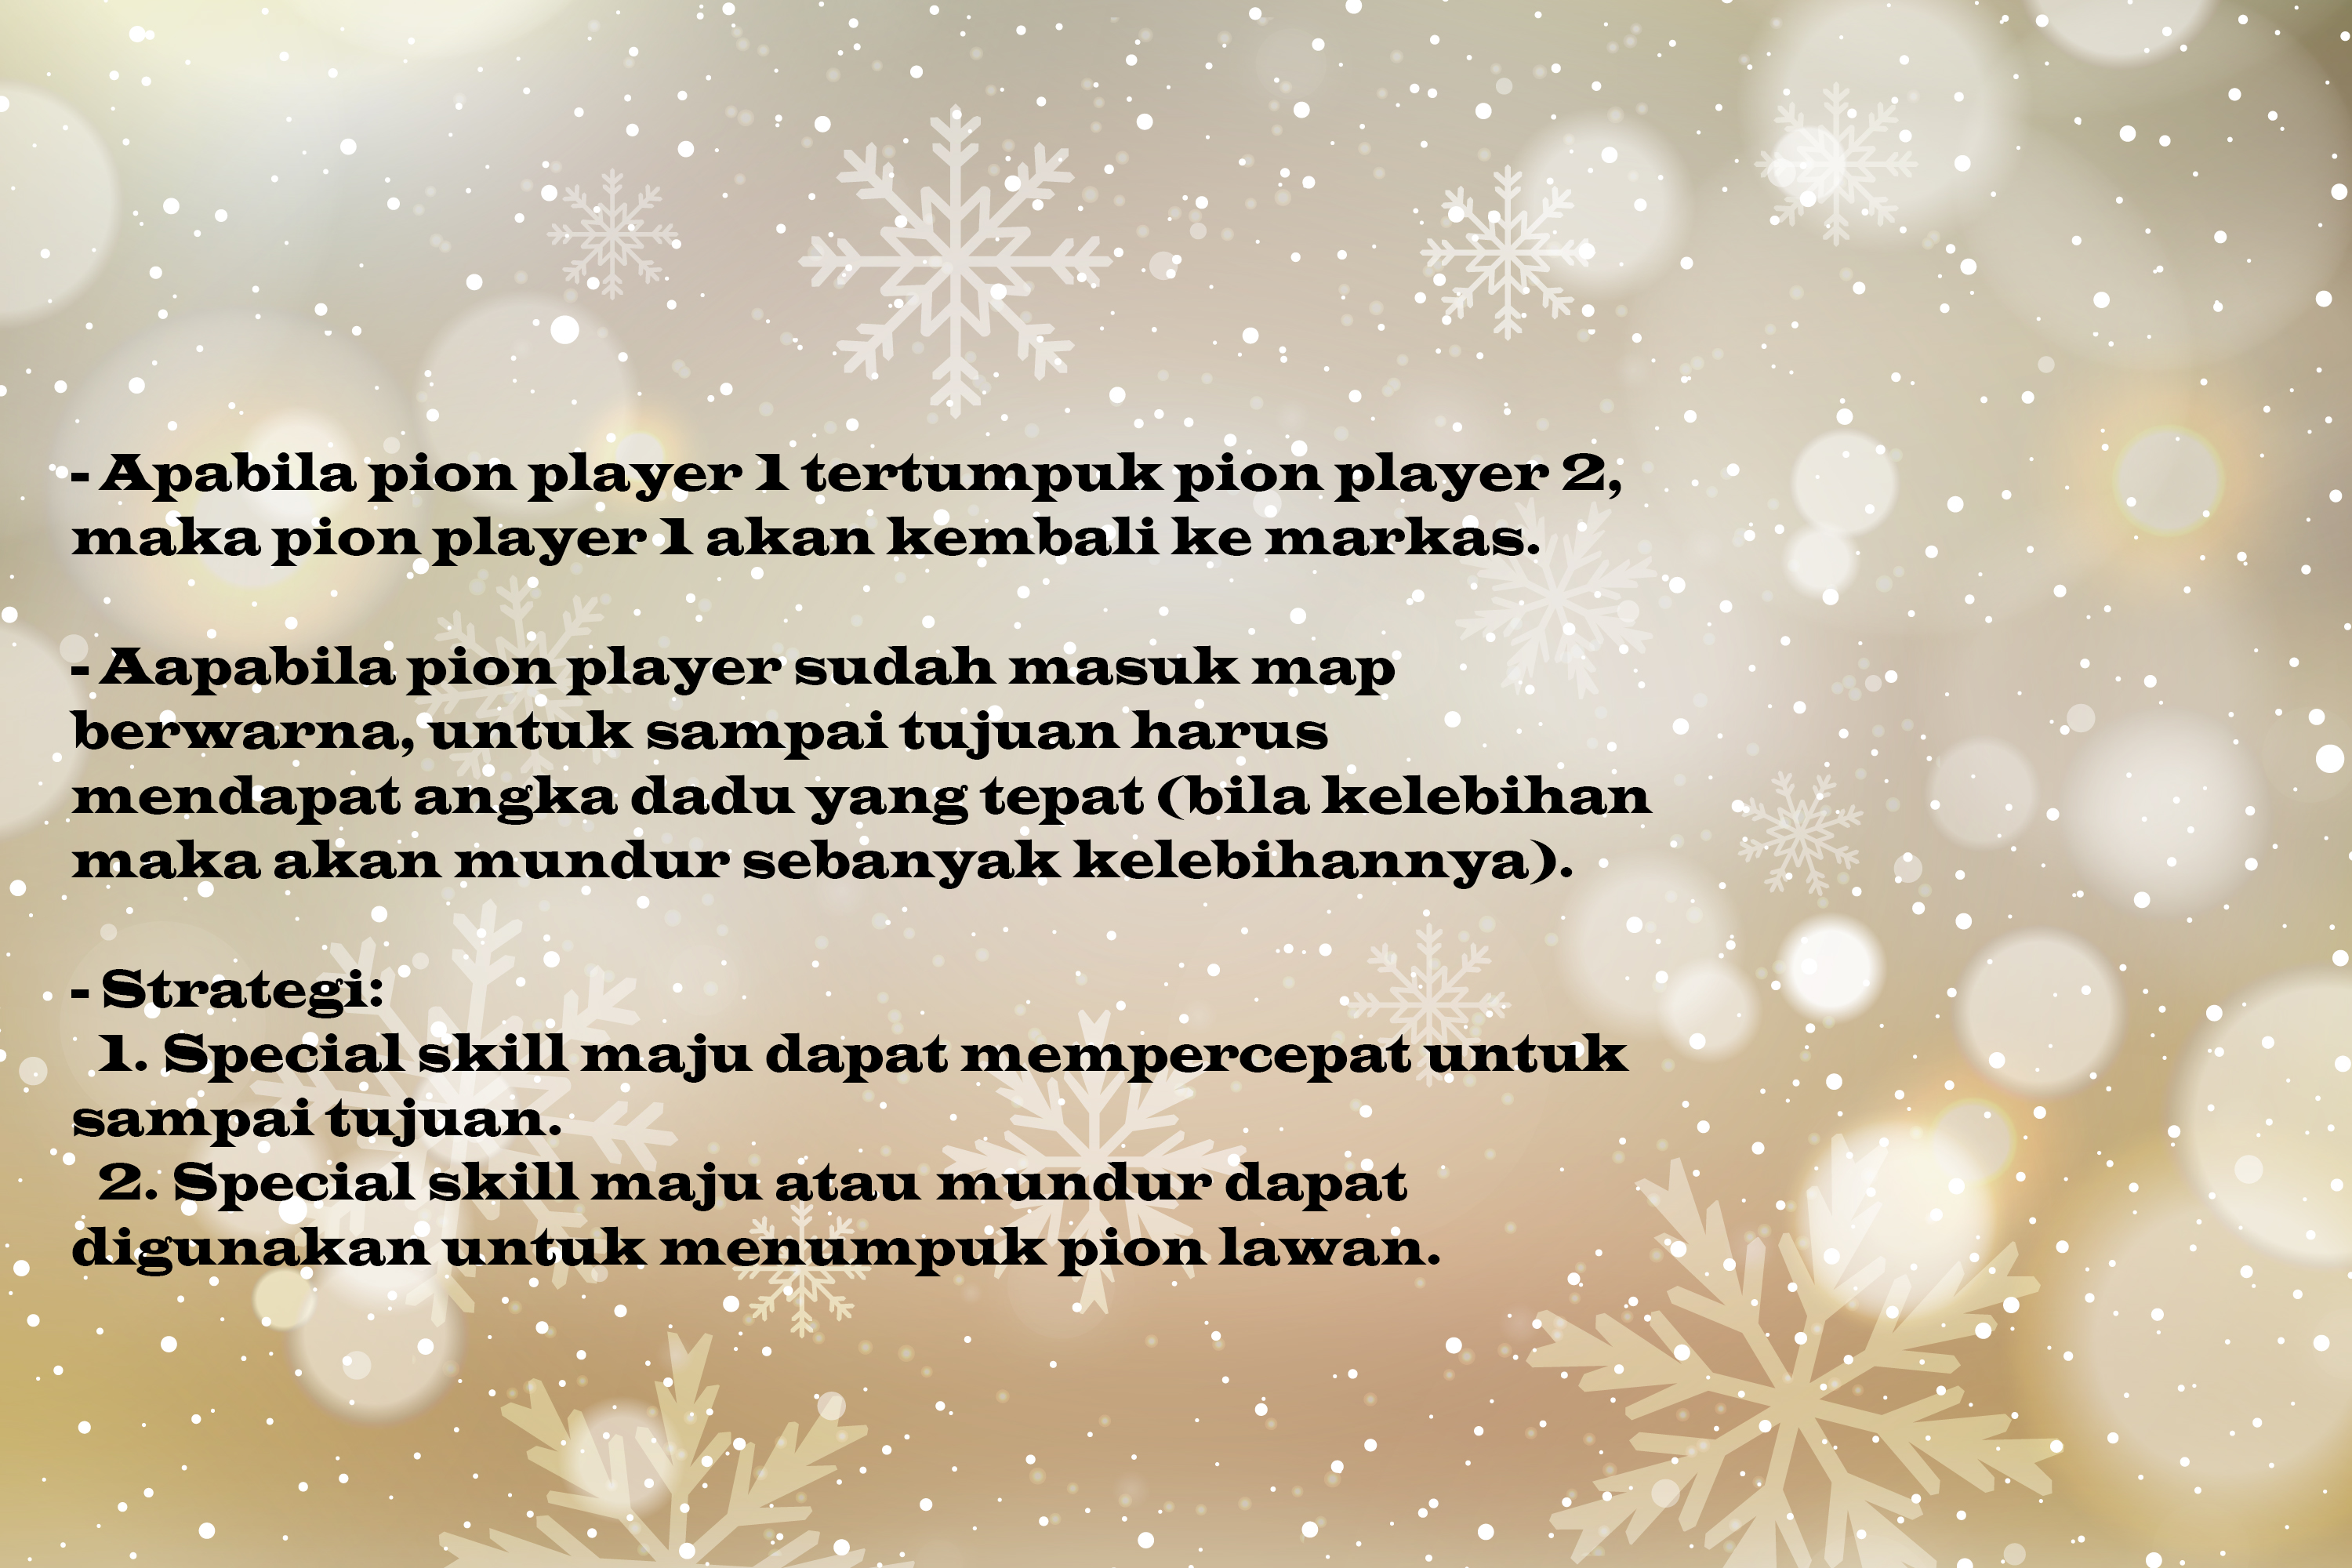 - Apabila pion player 1 tertumpuk pion player 2,
maka pion player 1 akan kembali ke markas.
- Aapabila pion player sudah masuk map
berwarna, untuk sampai tujuan harus
mendapat angka dadu yang tepat (bila kelebihan
maka akan mundur sebanyak kelebihannya).
- Strategi:
1. Special skill maju dapat mempercepat untuk
sampai tujuan.
2. Special skill maju atau mundur dapat
digunakan untuk menumpuk pion lawan.